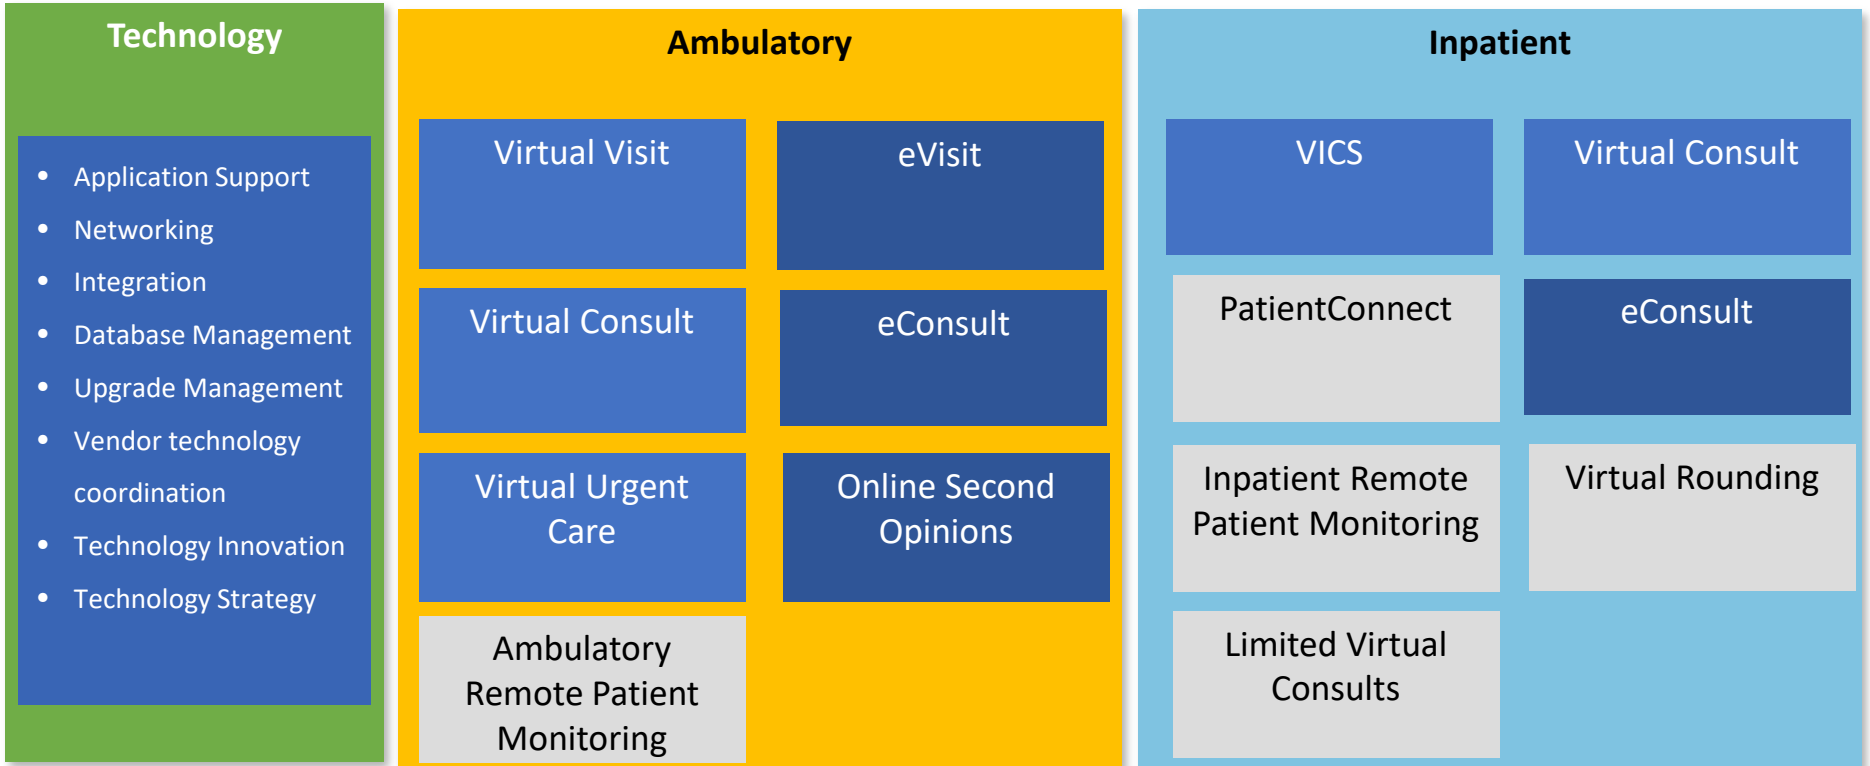 Technology
• Application Support
• Networking
• Integration
• Database Management
• Upgrade Management
• Vendor technology
coordination
• Technology Innovation
• Technology Strategy
Ambulatory
Virtual Visit
eVisit
Virtual Consult
eConsult
Virtual Urgent
Care
Online Second
Opinions
Ambulatory
Remote Patient
Monitoring
Inpatient
VICS
Virtual Consult
PatientConnect
eConsult
Inpatient Remote
Patient Monitoring
Virtual Rounding
Limited Virtual
Consults